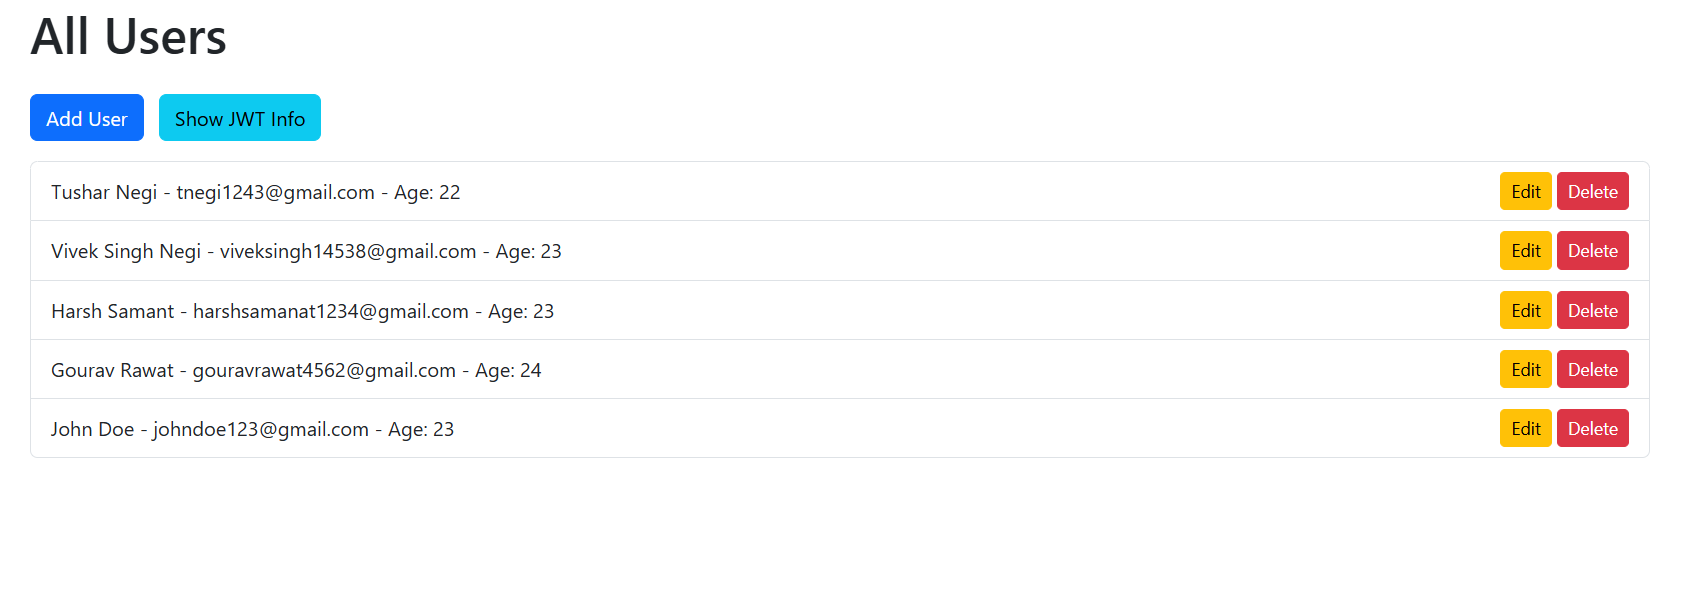 All Users
Add User Show JWT Info
Tushar Negi - tnegi1243@gmail.com - Age: 22 Edit Delete
Vivek Singh Negi - viveksingh14538@gmail.com - Age: 23 Edit Delete
Harsh Samant - harshsamanat1234@gmail.com - Age: 23 Edit Delete
Gourav Rawat - gouravrawat4562@gmail.com - Age: 24 Edit Delete
John Doe - johndoe123@gmail.com - Age: 23 Edit Delete